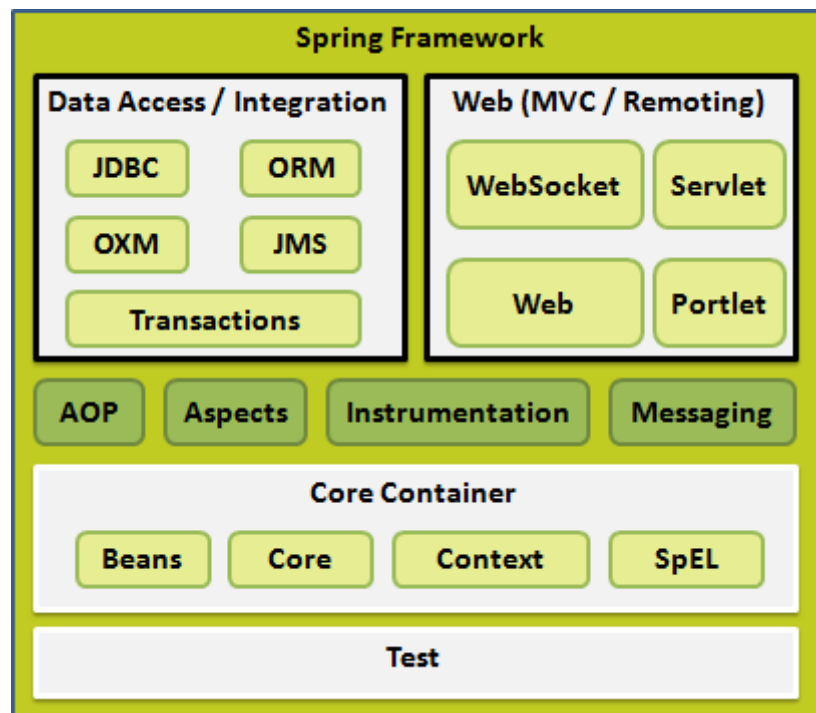 Spring Framework
Data Access / Integration
JDBC
ORM
OXM
JMS
Transactions
Web (MVC / Remoting)
WebSocket
Servlet
Web
Portlet
AOP
Aspects
Instrumentation
Messaging
Core Container
Beans
Core
Context
SpEL
Test